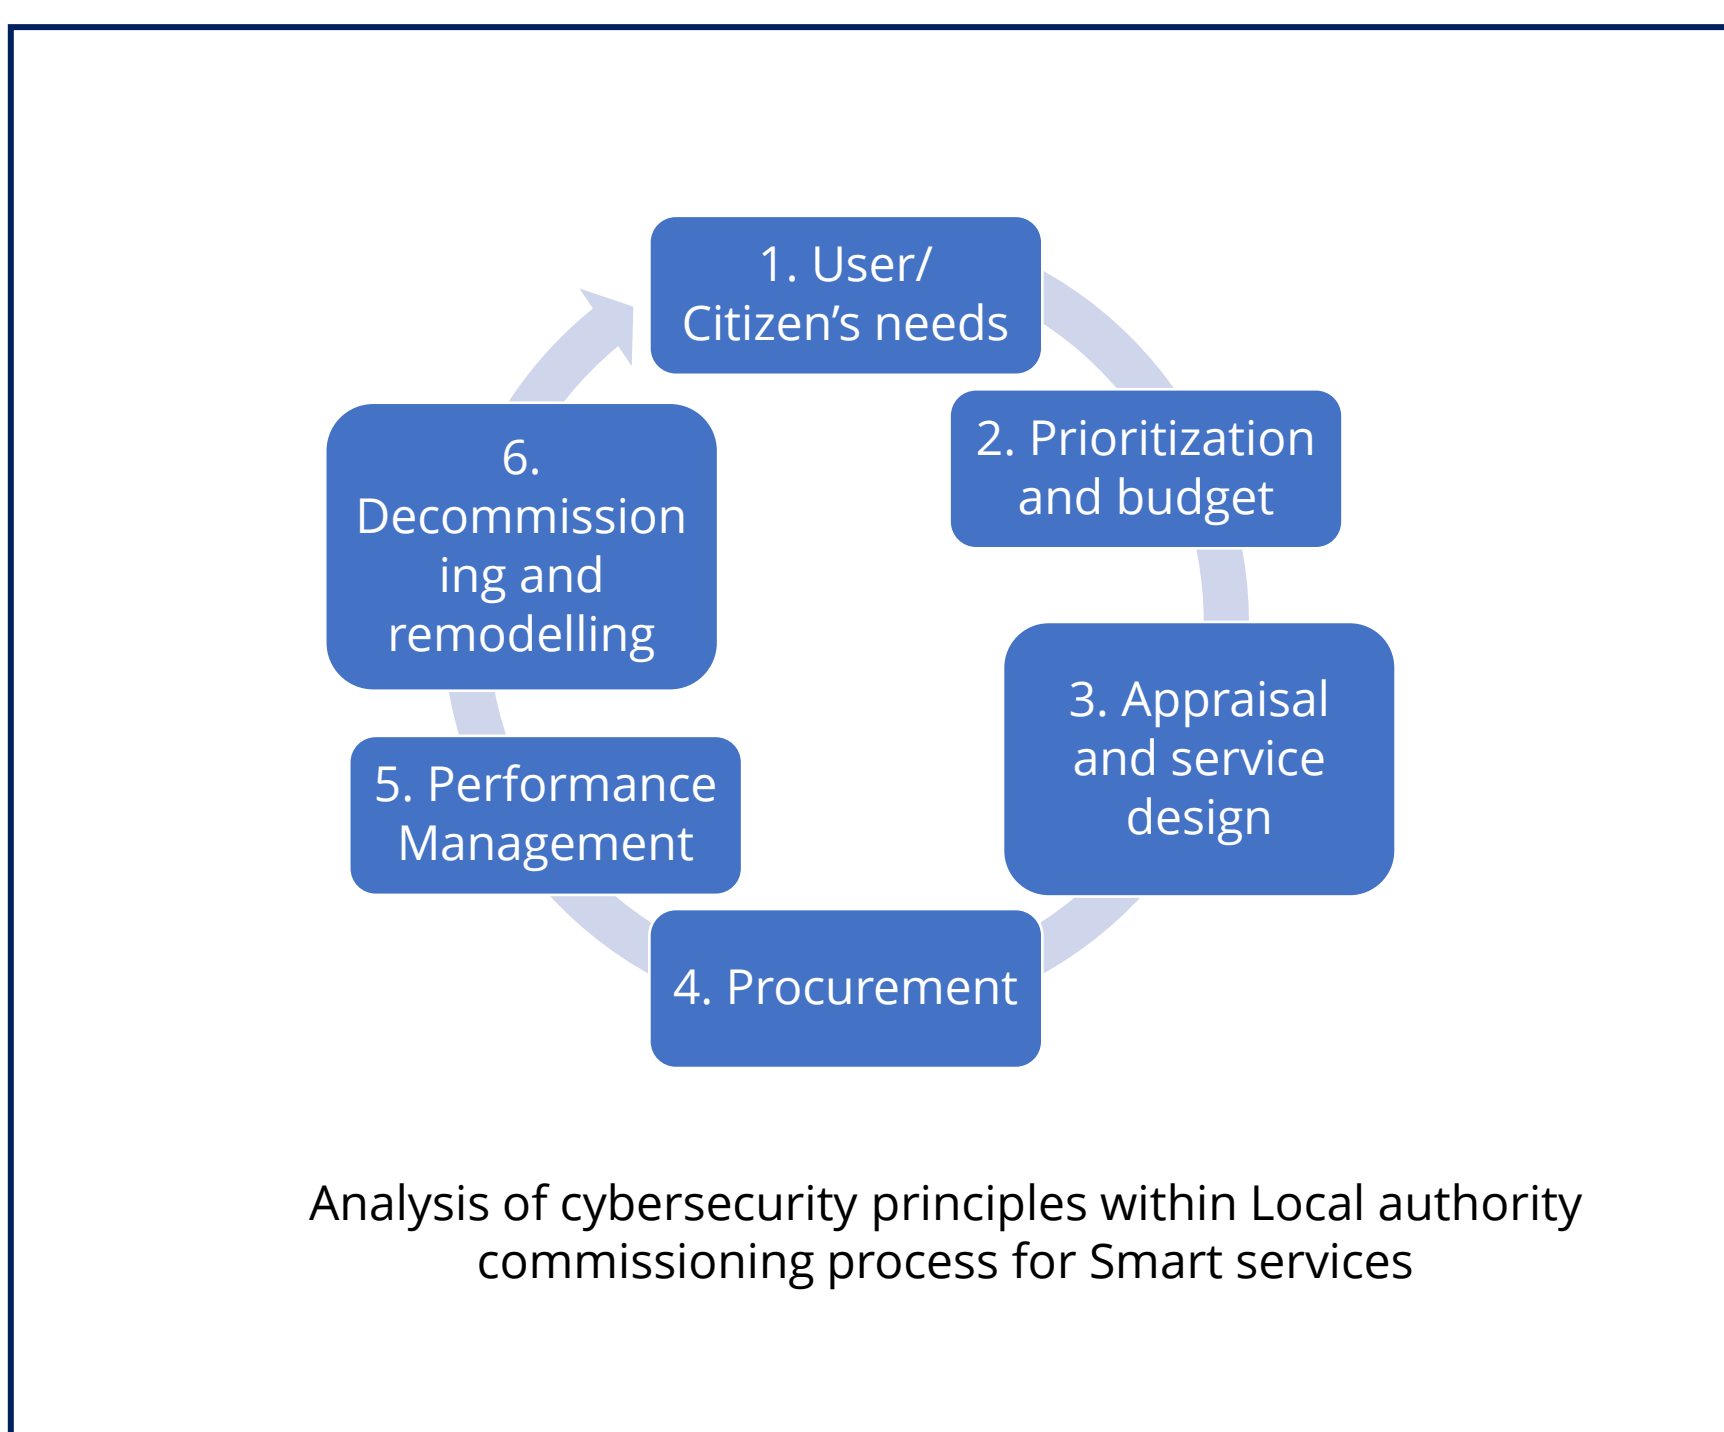 1. User/
Citizen’s needs
2. Prioritization
and budget
3. Appraisal
and service
design
4. Procurement
5. Performance
Management
6.
Decommission
ing and
remodelling
Analysis of cybersecurity principles within Local authority
commissioning process for Smart services